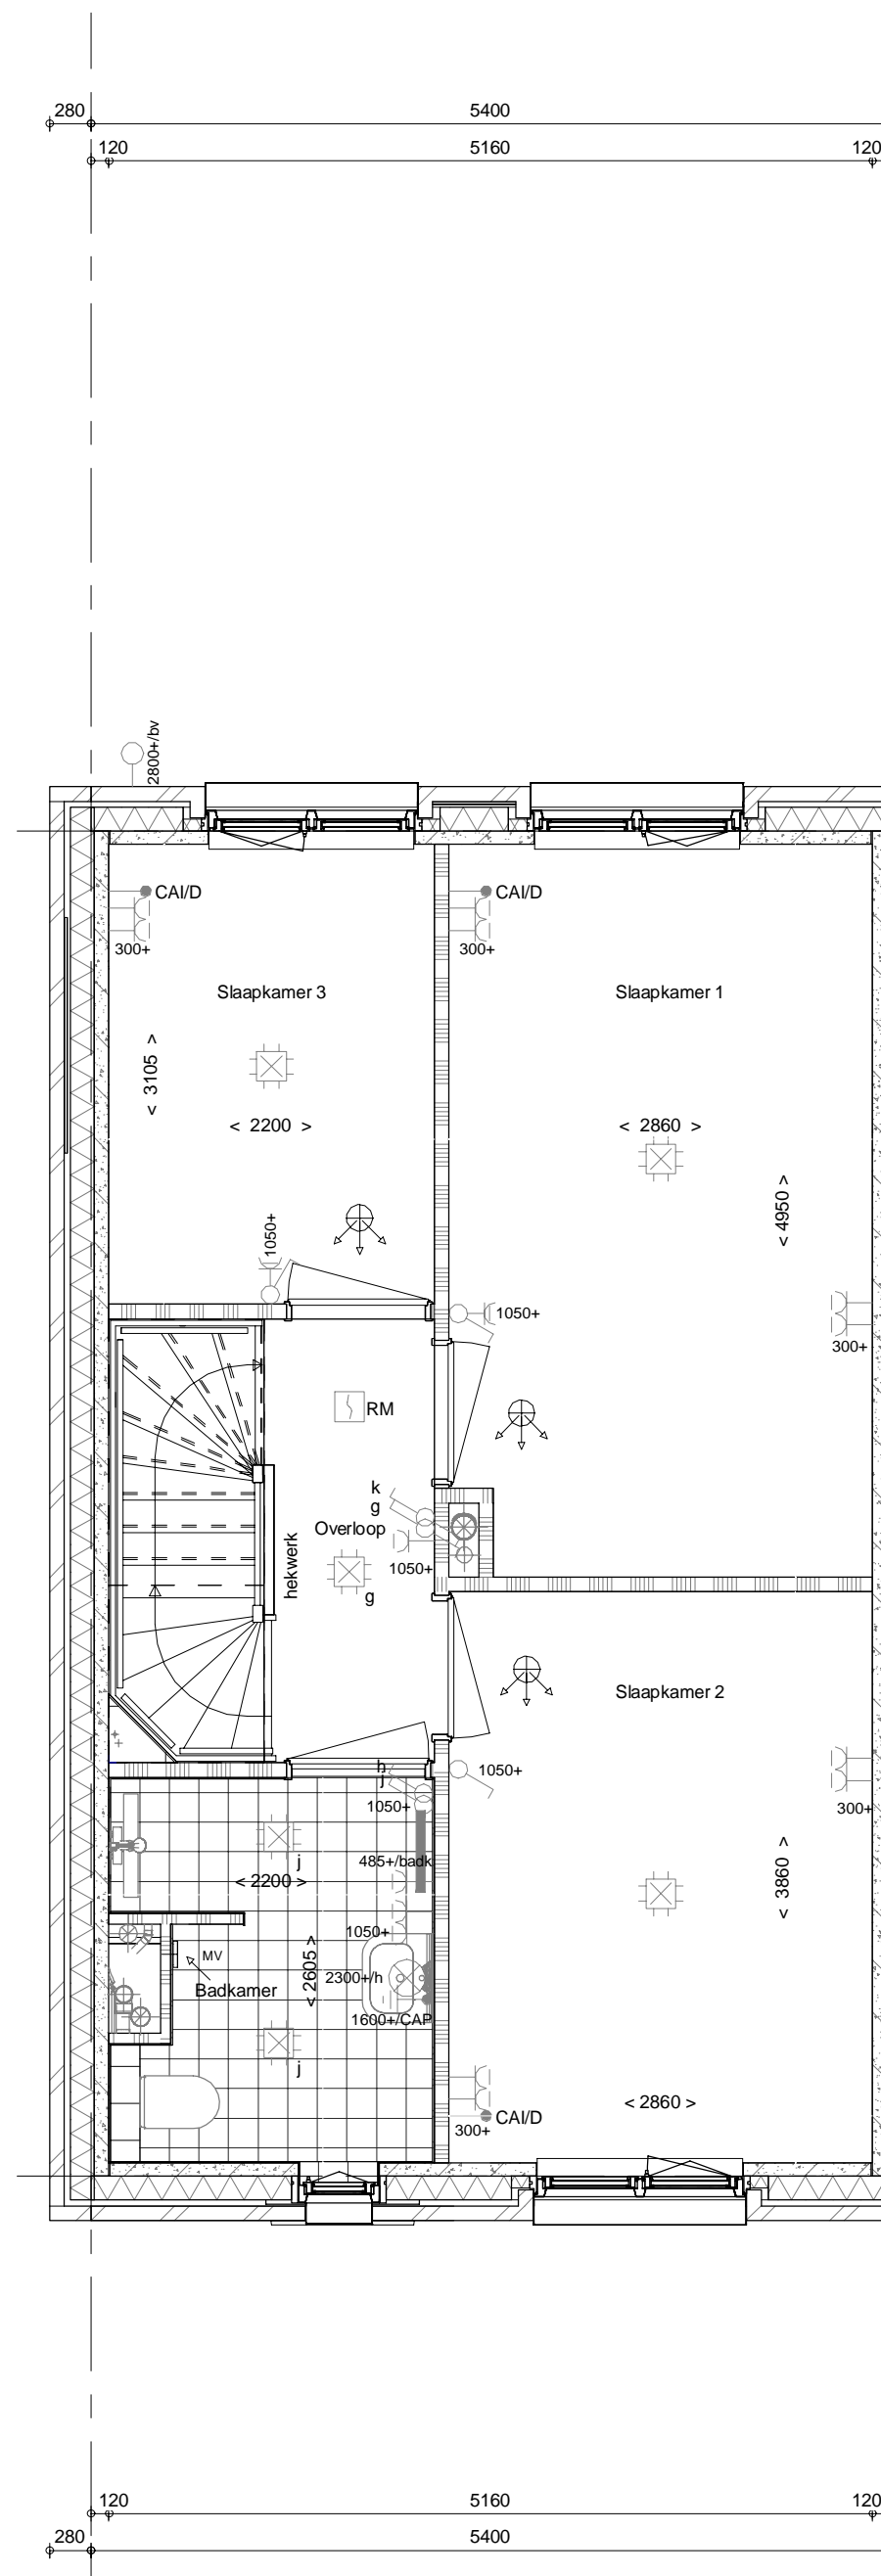 280
5400
120
5160
120
2800+/bv
CAI/D
300+
CAI/D
300+
Slaapkamer 3
Slaapkamer 1
< 3105 >
< 2200 >
< 2860 >
< 4950 >
1050+
1050+
300+
RM
k
g
Overloop
1050+
hekwerk
g
Slaapkamer 2
h
j
1050+
1050+
300+
j
485+/badk
< 2200 >
1050+
< 3860 >
MV
2300+/h
Badkamer
< 2605 >
1600+/CAP
j
CAI/D
300+
< 2860 >
120
5160
120
280
5400